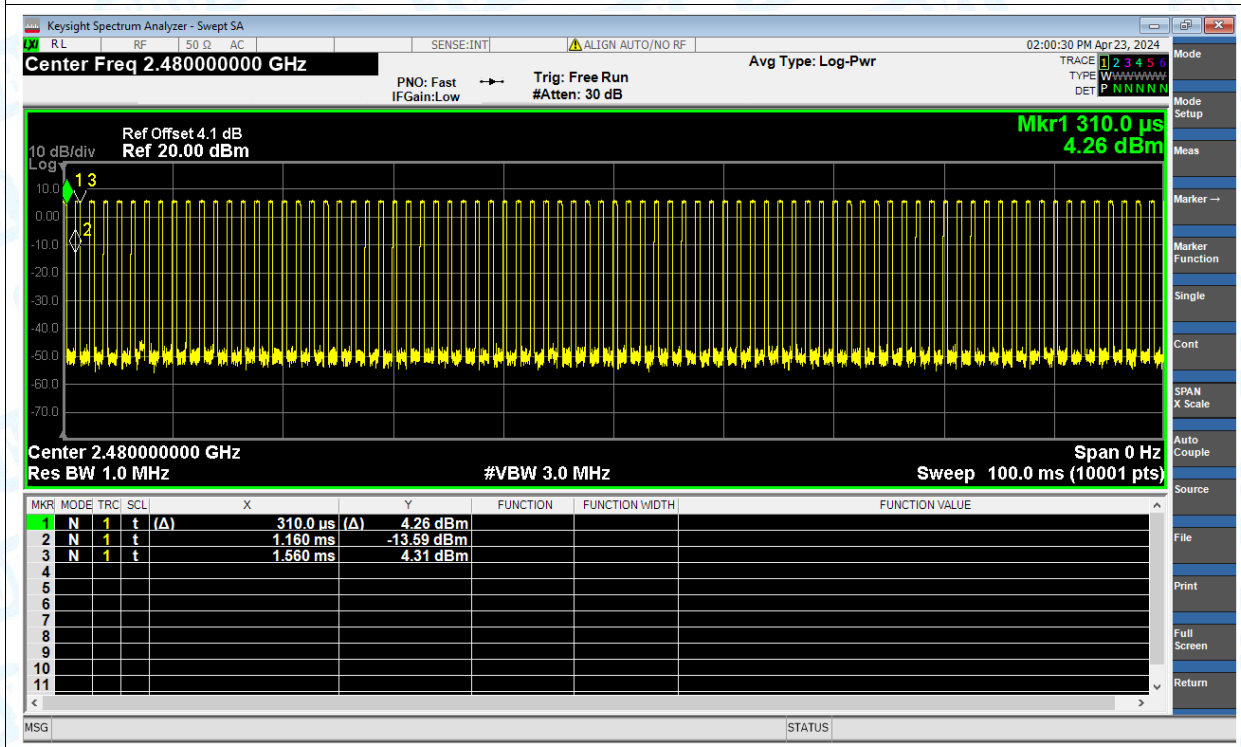 Keysight Spectrum Analyzer - Swept SA
LXI RL RF 50 Ω AC SENSE:INT ALIGN AUTO/NO RF 02:00:30 PM Apr 23, 2024
Center Freq 2.480000000 GHz
PNO: Fast
IFGain:Low
Trig: Free Run
#Atten: 30 dB
Avg Type: Log-Pwr
TRACE 1 2 3 4 5 6
TYPE WWWWWW
DET P N N N N N
Mkr1 310.0 µs
4.26 dBm
Ref Offset 4.1 dB
10 dB/div Ref 20.00 dBm
Log
10.0
0.00
-10.0
-20.0
-30.0
-40.0
-50.0
-60.0
-70.0
1 3
2
Center 2.480000000 GHz Span 0 Hz
Res BW 1.0 MHz #VBW 3.0 MHz Sweep 100.0 ms (10001 pts)
MKR MODE TRC SCL X Y FUNCTION FUNCTION WIDTH FUNCTION VALUE
1 N 1 t (Δ) 310.0 µs (Δ) 4.26 dBm
2 N 1 t 1.160 ms -13.59 dBm
3 N 1 t 1.560 ms 4.31 dBm
4
5
6
7
8
9
10
11
MSG STATUS
Mode
Mode
Setup
Meas
Marker →
Marker
Function
Single
Cont
SPAN
X Scale
Auto
Couple
Source
File
Print
Full
Screen
Return